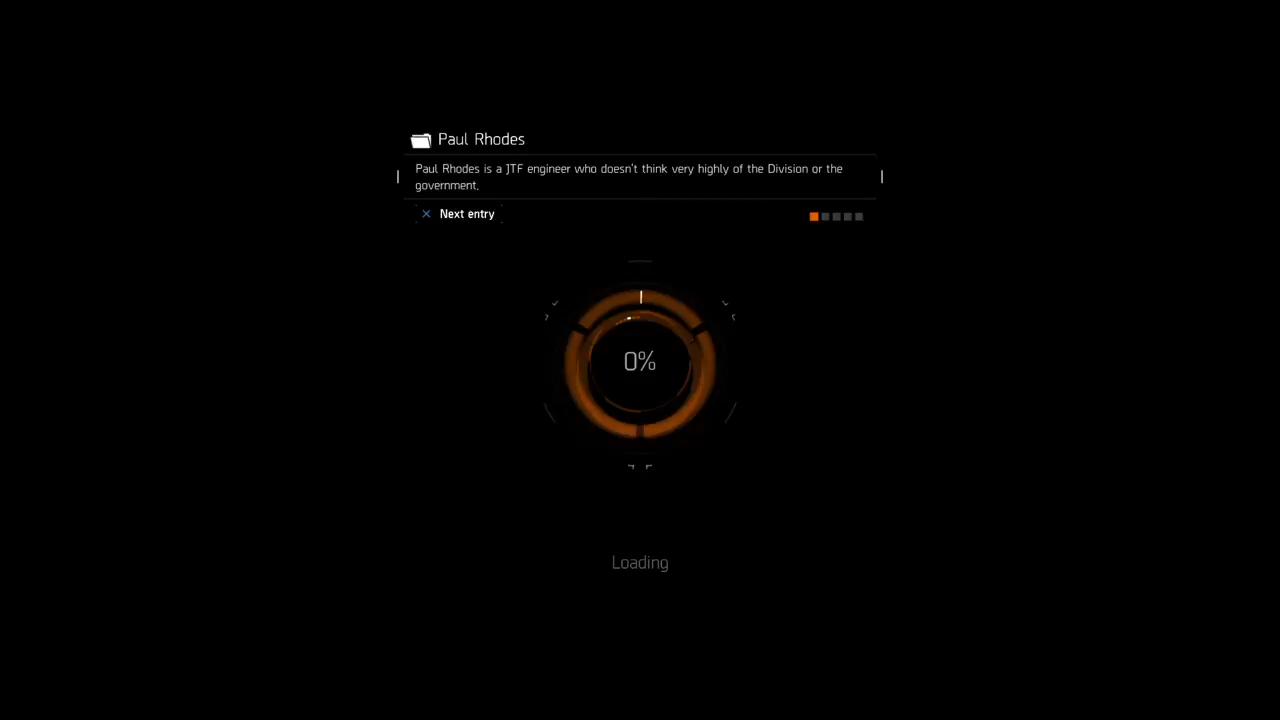 Paul Rhodes
Paul Rhodes is a JTF engineer who doesn't think very highly of the Division or the
government.
Next entry
0%
Loading